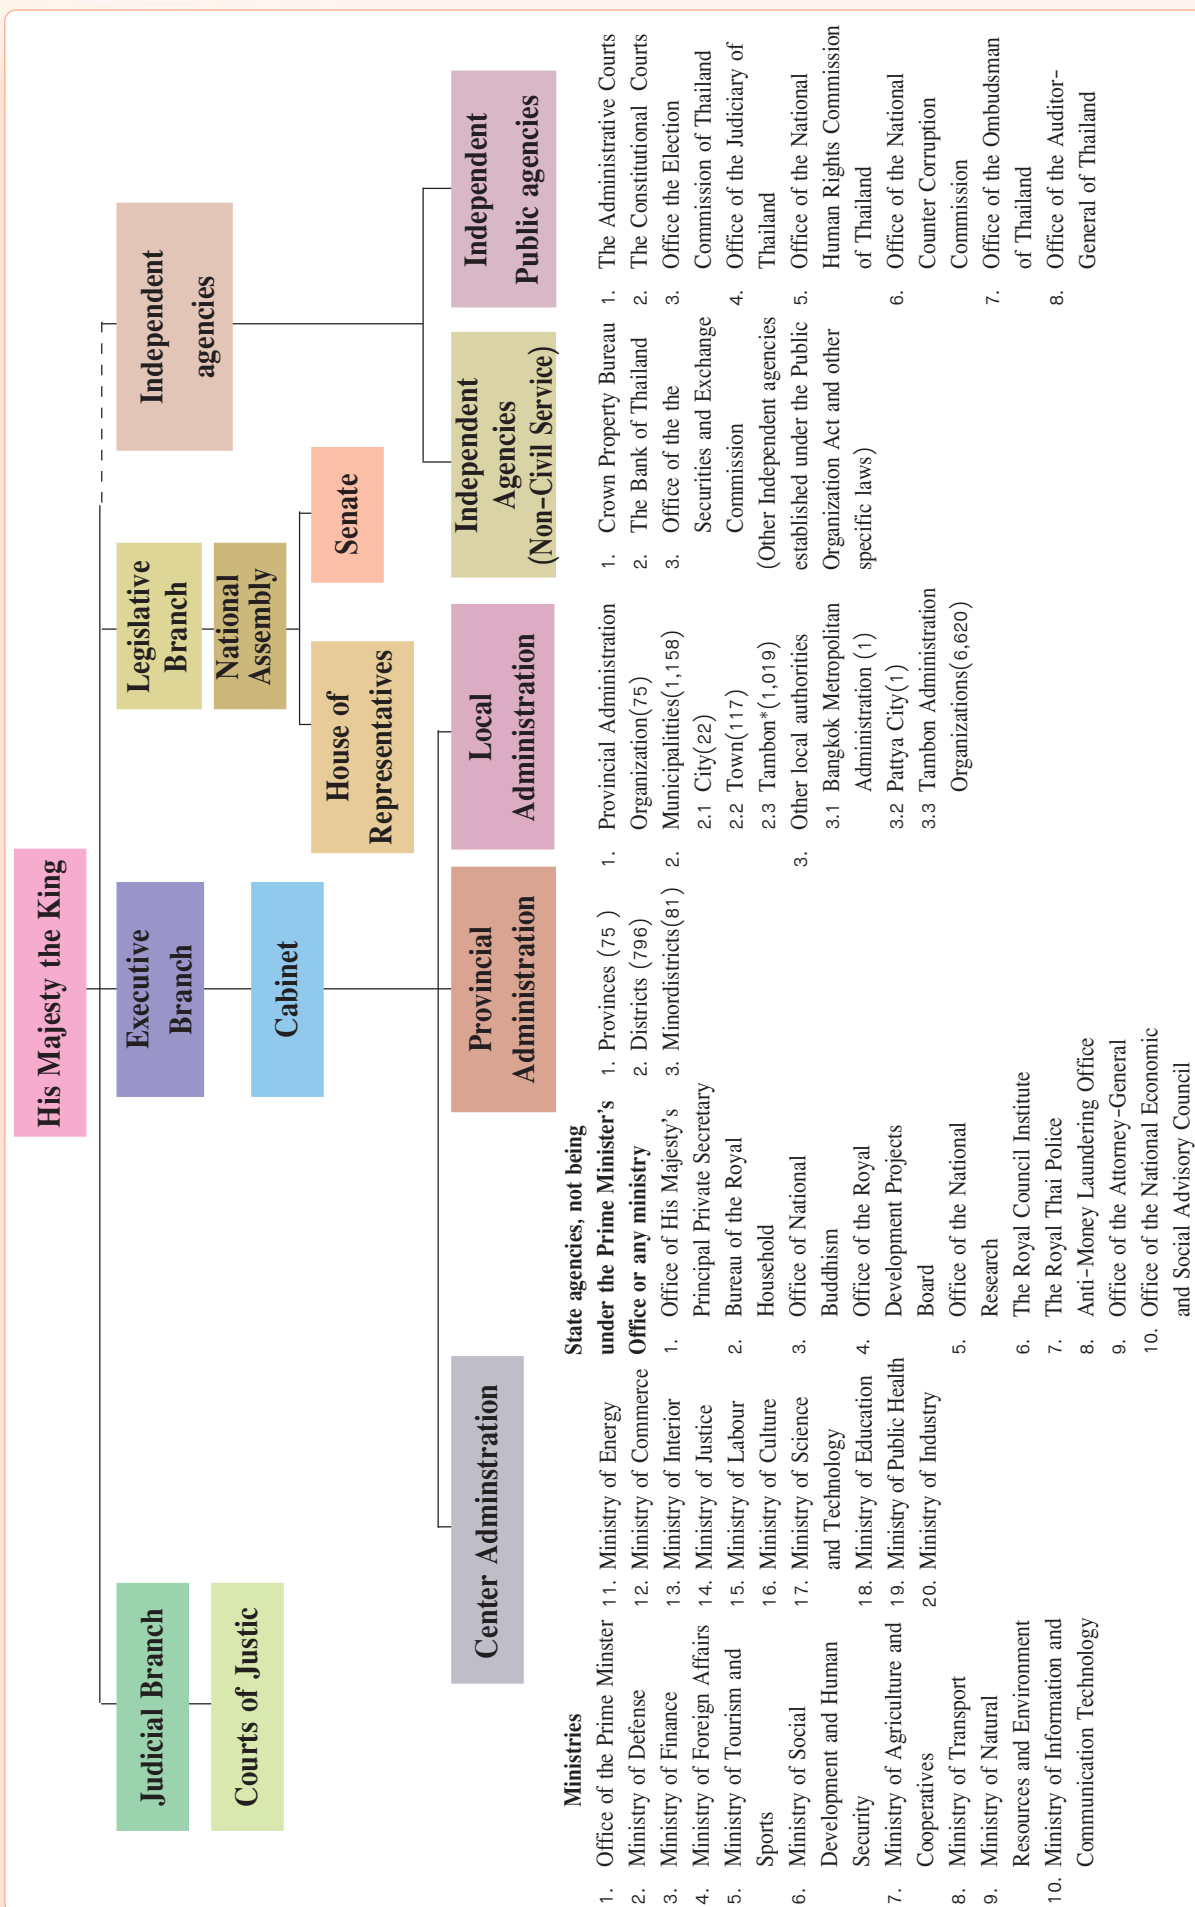 His Majesty the King
Judicial Branch
Courts of Justic
Executive
Branch
Cabinet
Legislative
Branch
National
Assembly
House of
Representatives
Senate
Independent
agencies
Center Adminstration
Provincial
Administration
Local
Administration
Independent
Agencies
(Non-Civil Service)
Independent
Public agencies
Ministries
1. Office of the Prime Minster
2. Ministry of Defense
3. Ministry of Finance
4. Ministry of Foreign Affairs
5. Ministry of Tourism and
Sports
6. Ministry of Social
Development and Human
Security
7. Ministry of Agriculture and
Cooperatives
8. Ministry of Transport
9. Ministry of Natural
Resources and Environment
10. Ministry of Information and
Communication Technology
11. Ministry of Energy
12. Ministry of Commerce
13. Ministry of Interior
14. Ministry of Justice
15. Ministry of Labour
16. Ministry of Culture
17. Ministry of Science
and Technology
18. Ministry of Education
19. Ministry of Public Health
20. Ministry of Industry
State agencies, not being
under the Prime Minister's
Office or any ministry
1. Office of His Majesty's
Principal Private Secretary
2. Bureau of the Royal
Household
3. Office of National
Buddhism
4. Office of the Royal
Development Projects
Board
5. Office of the National
Research
6. The Royal Council Institute
7. The Royal Thai Police
8. Anti-Money Laundering Office
9. Office of the Attorney-General
10. Office of the National Economic
and Social Advisory Council
1. Provinces (75 )
2. Districts (796)
3. Minordistricts(81)
1. Provincial Administration
Organization(75)
2. Municipalitties(1,158)
2.1 City(22)
2.2 Town(117)
2.3 Tambon*(1,019)
3. Other local authorities
3.1 Bangkok Metropolitan
Administration (1)
3.2 Pattya City(1)
3.3 Tambon Administration
Organizations(6,620)
1. Crown Property Bureau
2. The Bank of Thailand
3. Office of the the
Securities and Exchange
Commission
(Other Independent agencies
established under the Public
Organization Act and other
specific laws)
1. The Administrative Courts
2. The Constitutional Courts
3. Office the Election
Commission of Thailand
4. Office of the Judiciary of
Thailand
5. Office of the National
Human Rights Commission
of Thailand
6. Office of the National
Counter Corruption
Commission
7. Office of the Ombudsman
of Thailand
8. Office of the Auditor-
General of Thailand